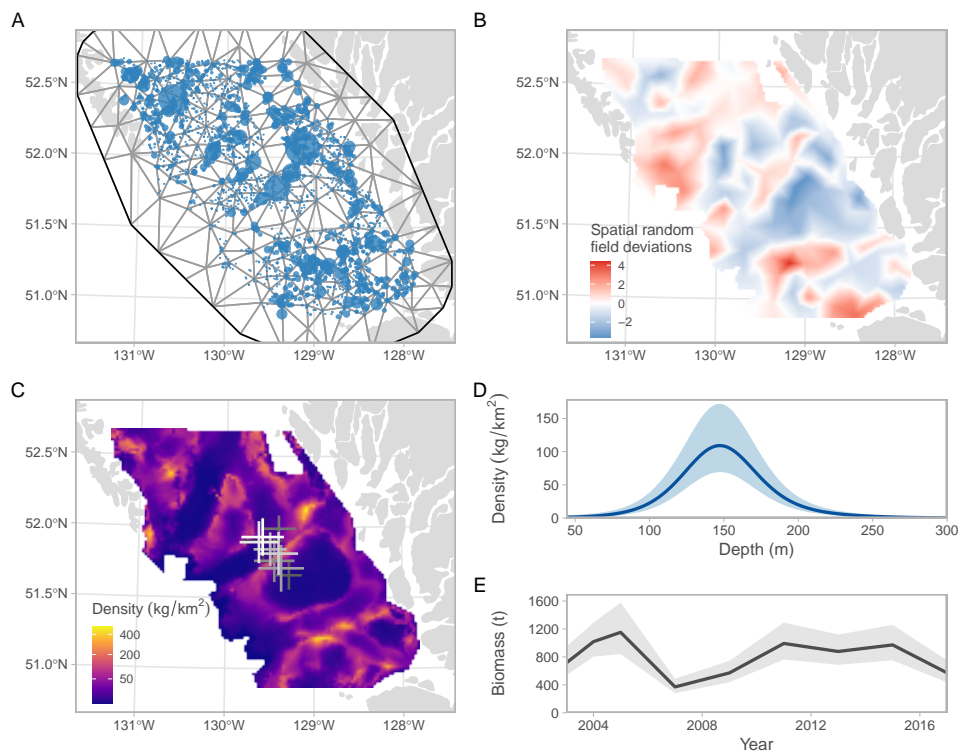 A
52.5°N
52.0°N
51.5°N
51.0°N
131°W
130°W
129°W
128°W
B
52.5°N
52.0°N
51.5°N
51.0°N
Spatial random
field deviations
4
2
0
−2
131°W
130°W
129°W
128°W
C
52.5°N
52.0°N
51.5°N
51.0°N
Density (kg/km²)
400
200
50
131°W
130°W
129°W
128°W
D
Density (kg/km²)
150
100
50
0
50
100
150
200
250
300
Depth (m)
E
Biomass (t)
1600
1200
800
400
0
2004
2008
2012
2016
Year